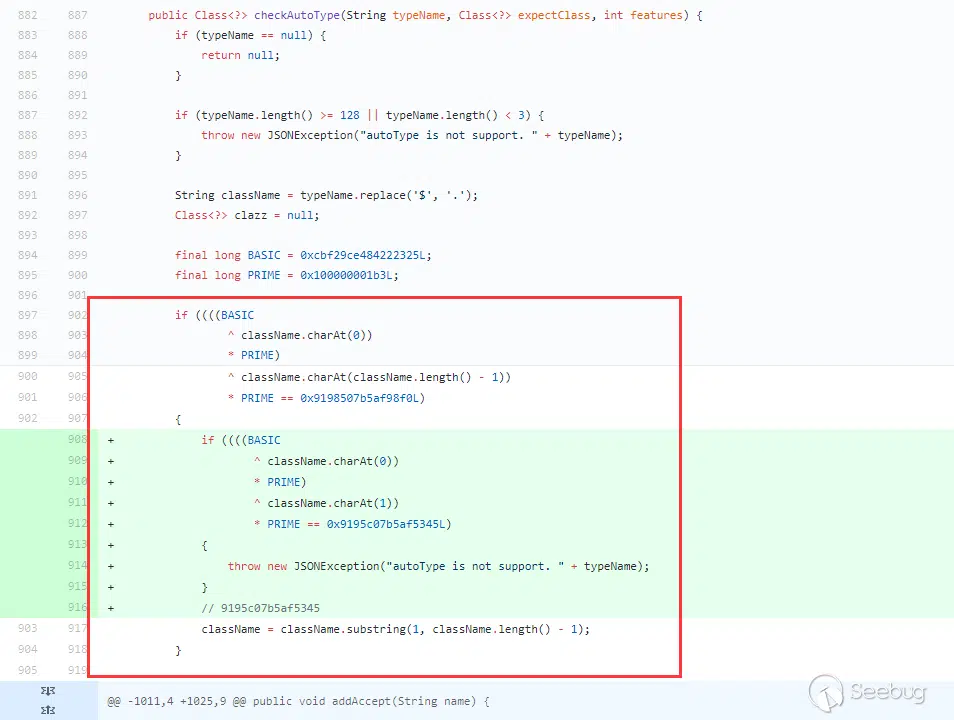 882 887 public Class<?> checkAutoType(String typeName, Class<?> expectClass, int features) {
883 888 if (typeName == null) {
884 889 return null;
885 890 }
886 891
887 892 if (typeName.length() >= 128 || typeName.length() < 3) {
888 893 throw new JSONException("autoType is not support. " + typeName);
889 894 }
890 895
891 896 String className = typeName.replace('$', '.');
892 897 Class<?> clazz = null;
893 898
894 899 final long BASIC = 0xcbf29ce484222325L;
895 900 final long PRIME = 0x100000001b3L;
896 901
897 902 if ((((BASIC
898 903 ^ className.charAt(0))
899 904 * PRIME)
900 905 ^ className.charAt(className.length() - 1))
901 906 * PRIME == 0x9198507b5af98f0L)
902 907 {
908 + if ((((BASIC
909 + ^ className.charAt(0))
910 + * PRIME)
911 + ^ className.charAt(1))
912 + * PRIME == 0x9195c07b5af5345L)
913 + {
914 + throw new JSONException("autoType is not support. " + typeName);
915 + }
916 + // 9195c07b5af5345
903 917 className = className.substring(1, className.length() - 1);
904 918 }
905 919
@@ -1011,4 +1025,9 @@ public void addAccept(String name) {
Seebug